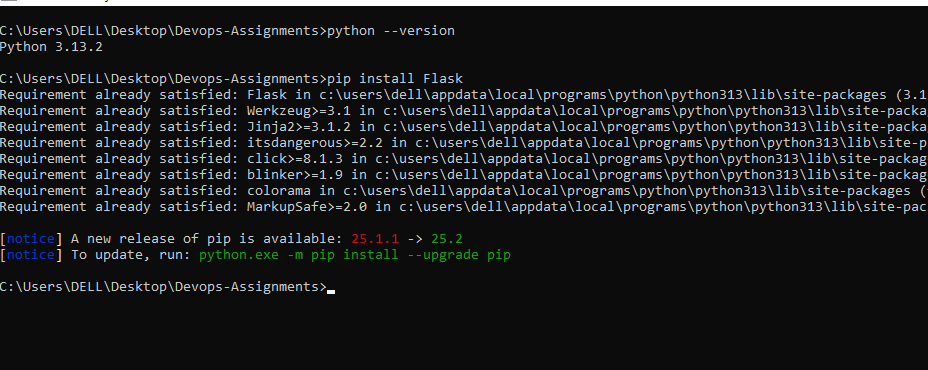 C:\Users\DELL\Desktop\Devops-Assignments>python --version
Python 3.13.2
C:\Users\DELL\Desktop\Devops-Assignments>pip install Flask
Requirement already satisfied: Flask in c:\users\dell\appdata\local\programs\python\python313\lib\site-packages (3.1
Requirement already satisfied: Werkzeug>=3.1 in c:\users\dell\appdata\local\programs\python\python313\lib\site-packa
Requirement already satisfied: Jinja2>=3.1.2 in c:\users\dell\appdata\local\programs\python\python313\lib\site-packa
Requirement already satisfied: itsdangerous>=2.2 in c:\users\dell\appdata\local\programs\python\python313\lib\site-p
Requirement already satisfied: click>=8.1.3 in c:\users\dell\appdata\local\programs\python\python313\lib\site-packag
Requirement already satisfied: blinker>=1.9 in c:\users\dell\appdata\local\programs\python\python313\lib\site-packag
Requirement already satisfied: colorama in c:\users\dell\appdata\local\programs\python\python313\lib\site-packages (
Requirement already satisfied: MarkupSafe>=2.0 in c:\users\dell\appdata\local\programs\python\python313\lib\site-pac
[notice] A new release of pip is available: 25.1.1 -> 25.2
[notice] To update, run: python.exe -m pip install --upgrade pip
C:\Users\DELL\Desktop\Devops-Assignments>